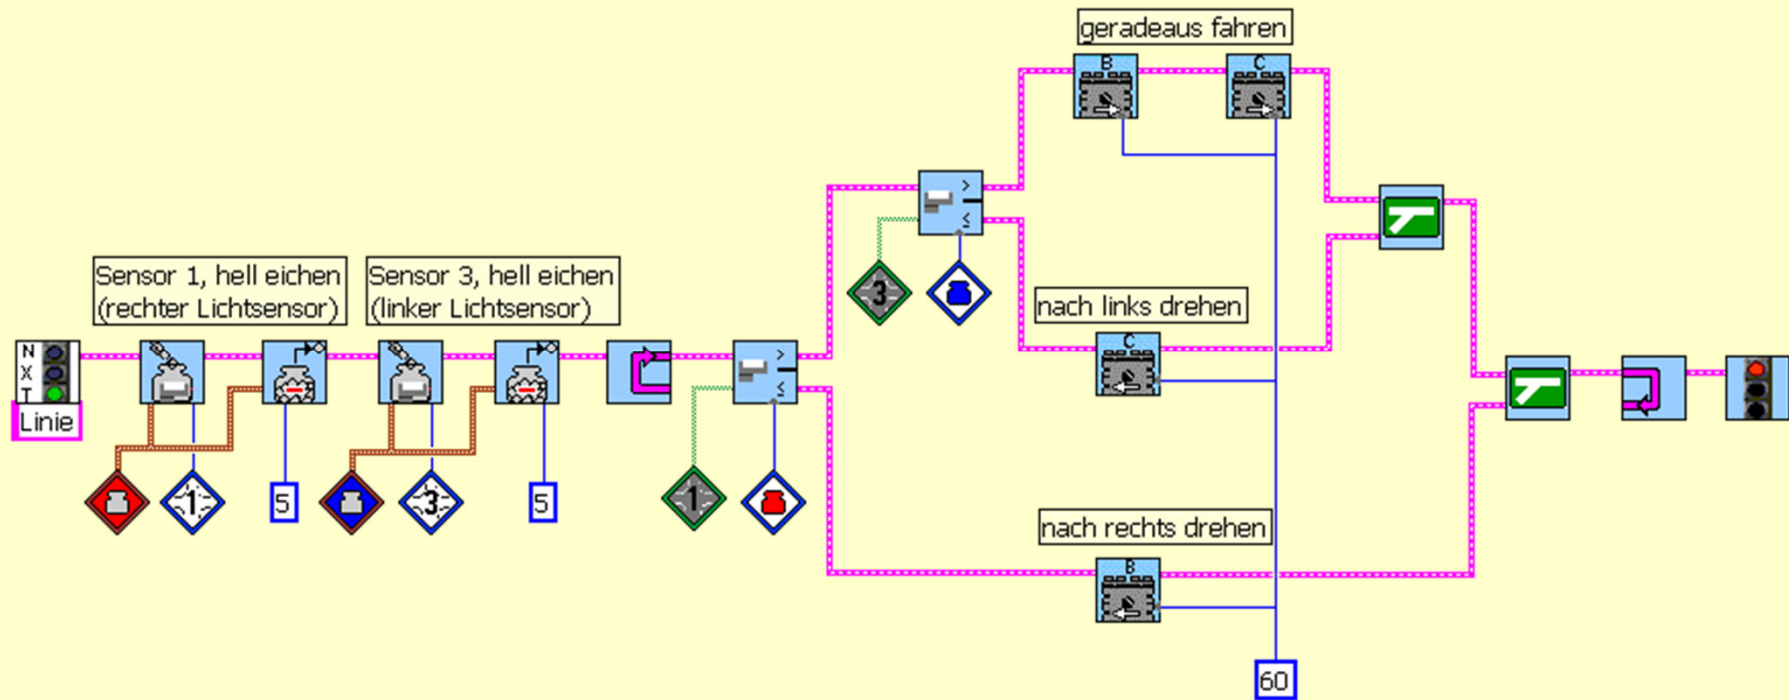 geradeaus fahren
B
C
>
≤
Sensor 1, hell eichen
(rechter Lichtsensor)
Sensor 3, hell eichen
(linker Lichtsensor)
3
nach links drehen
C
N
X
T
Linie
>
≤
1
5
3
5
1
nach rechts drehen
B
60